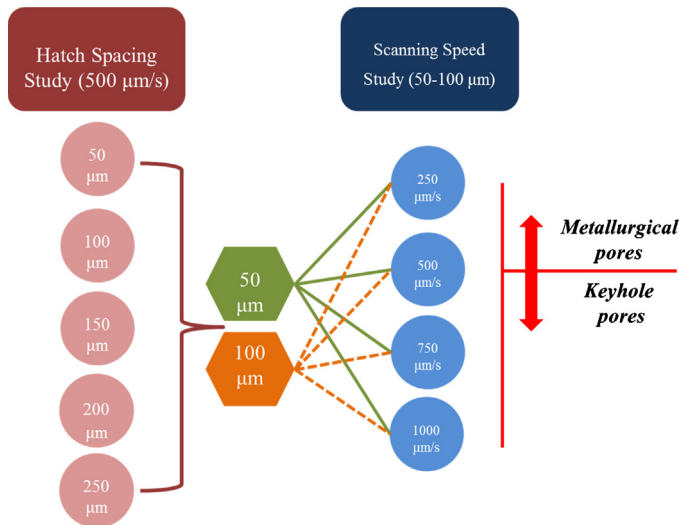 Hatch Spacing
Study (500 μm/s)
Scanning Speed
Study (50-100 μm)
50
μm
100
μm
150
μm
200
μm
250
μm
50
μm
100
μm
250
μm/s
500
μm/s
750
μm/s
1000
μm/s
Metallurgical
pores
Keyhole
pores